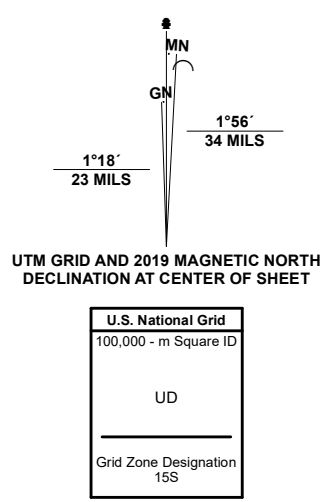 MN
GN
1°56´
34 MILS
1°18´
23 MILS
UTM GRID AND 2019 MAGNETIC NORTH
DECLINATION AT CENTER OF SHEET
U.S. National Grid
100,000 - m Square ID
UD
Grid Zone Designation
15S